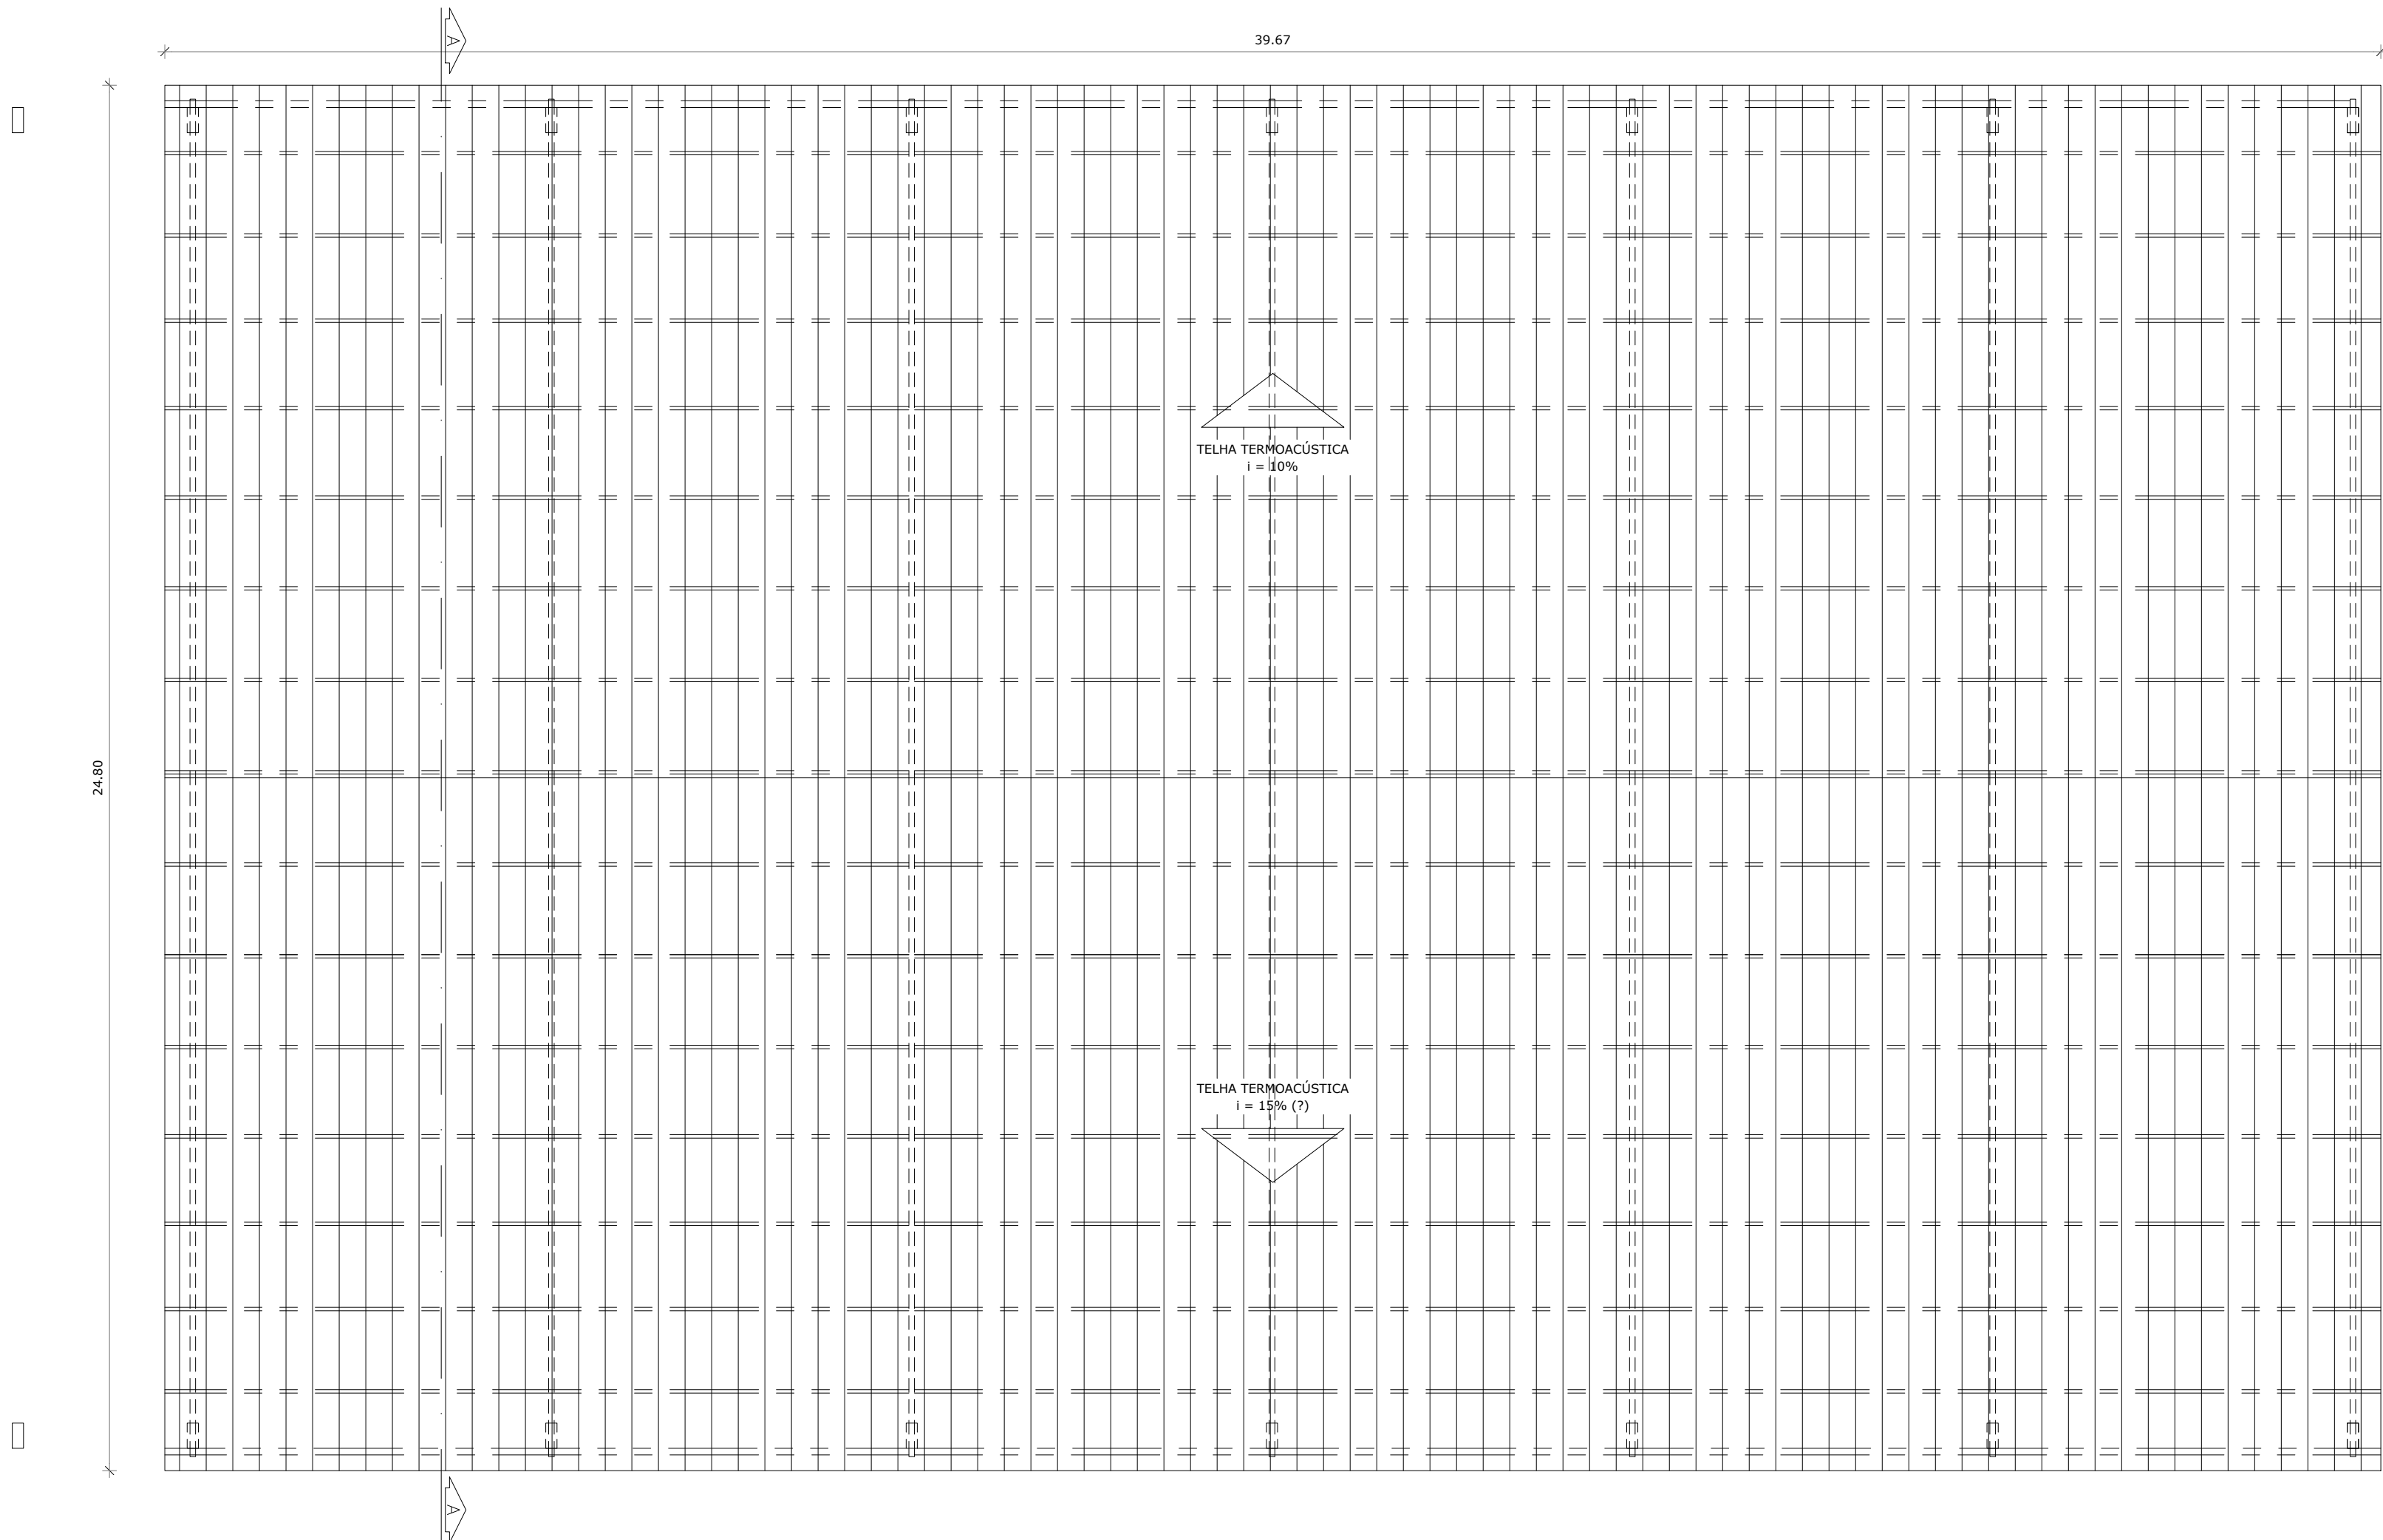 A
39.67
TELHA TERMOACÚSTICA
i = 10%
24.80
TELHA TERMOACÚSTICA
i = 15% (?)
A